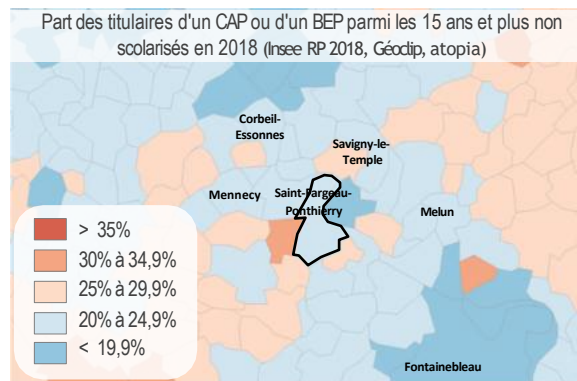 Part des titulaires d'un CAP ou d'un BEP parmi les 15 ans et plus non
scolarisés en 2018 (Insee RP 2018, Géoclip, atopia)
Corbeil-
Essonnes
Savigny-le-
Temple
Mennecy
Saint-Fargeau-
Ponthierry
Melun
> 35%
30% à 34,9%
25% à 29,9%
20% à 24,9%
< 19,9%
Fontainebleau